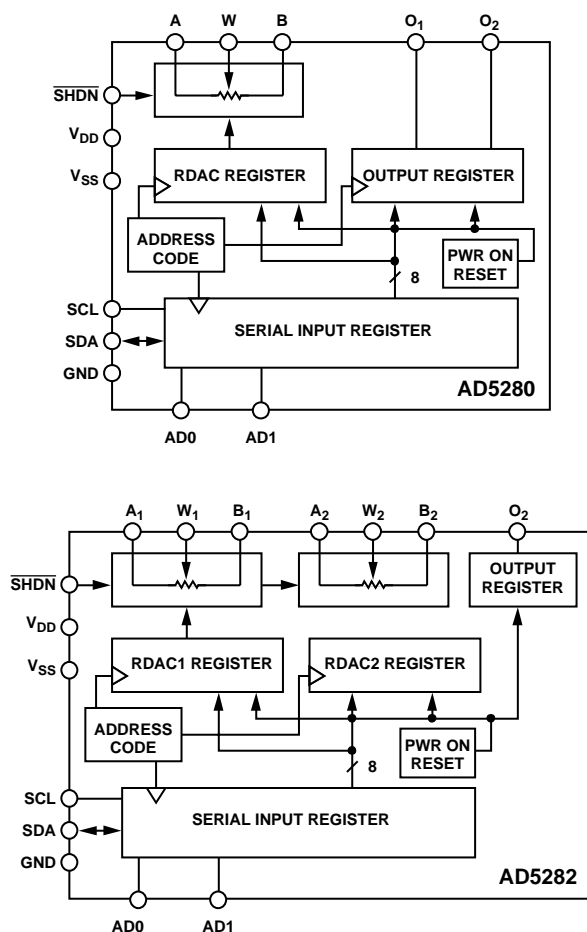 A W B O1 O2
SHDN
VDD
VSS
RDAC REGISTER OUTPUT REGISTER
ADDRESS
CODE
PWR ON
RESET
8
SCL
SDA
GND
SERIAL INPUT REGISTER
AD5280
AD0 AD1
A1 W1 B1 A2 W2 B2 O2
SHDN
OUTPUT
REGISTER
VDD
VSS
RDAC1 REGISTER RDAC2 REGISTER
ADDRESS
CODE
PWR ON
RESET
8
SCL
SDA
GND
SERIAL INPUT REGISTER
AD5282
AD0 AD1